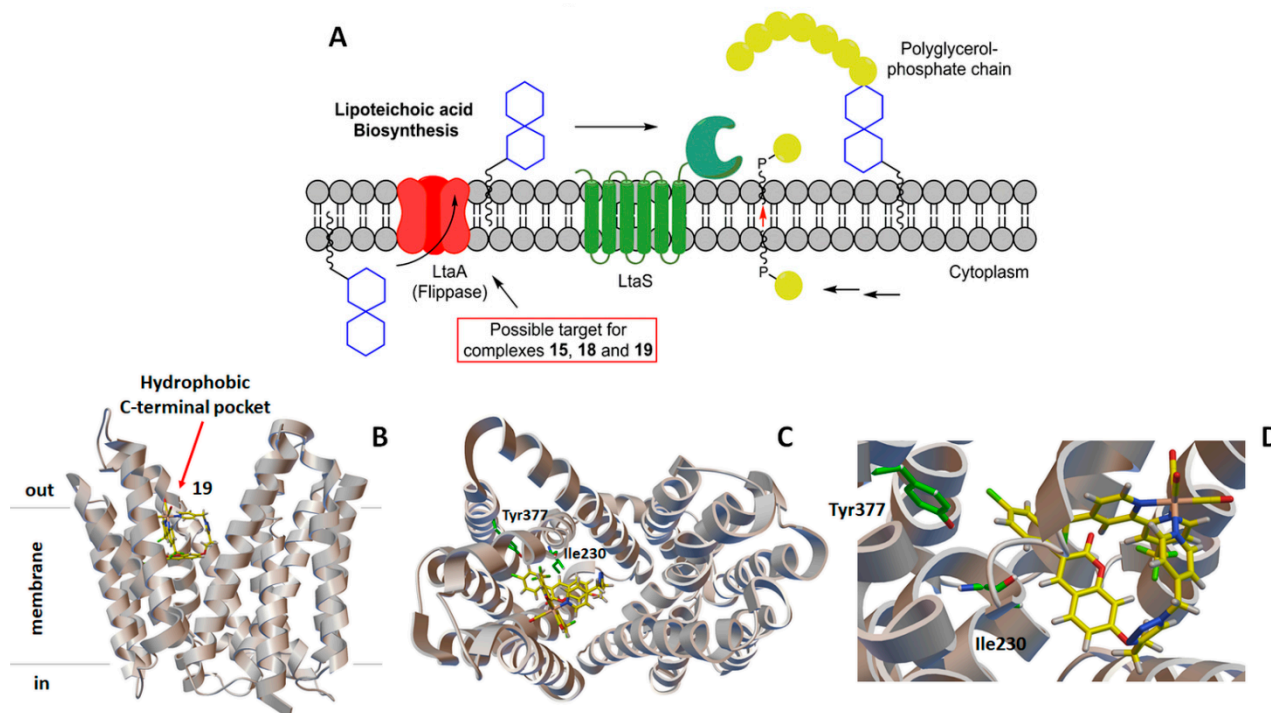 A
Lipoteichoic acid
Biosynthesis
Polyglycerol-
phosphate chain
P
P
LtaA
(Flippase)
LtaS
Cytoplasm
Possible target for
complexes 15, 18 and 19
Hydrophobic
C-terminal pocket
B
19
out
membrane
in
C
Tyr377
Ile230
D
Tyr377
Ile230